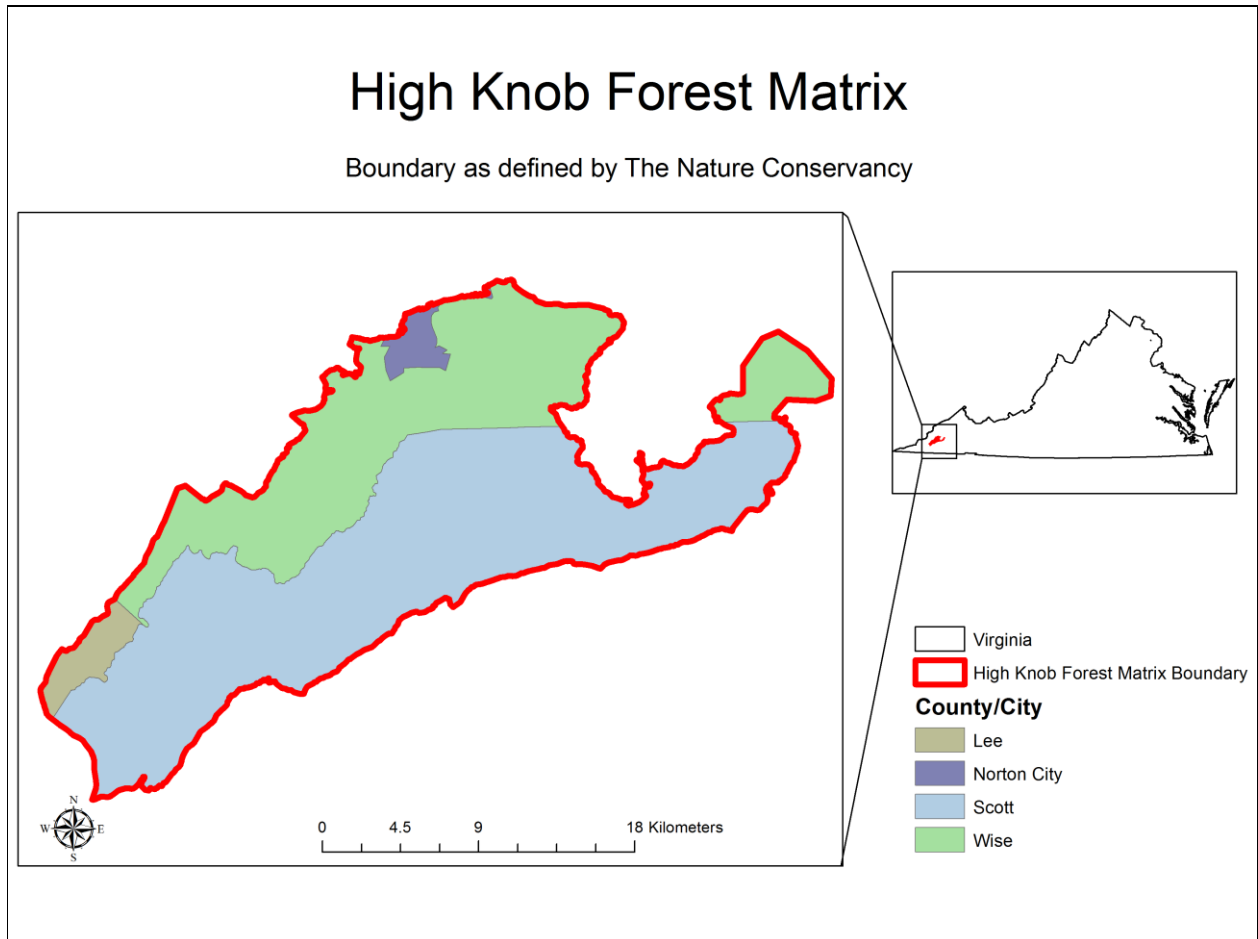 High Knob Forest Matrix
Boundary as defined by The Nature Conservancy
N
W
E
S
0 4.5 9 18 Kilometers
Virginia
High Knob Forest Matrix Boundary
County/City
Lee
Norton City
Scott
Wise